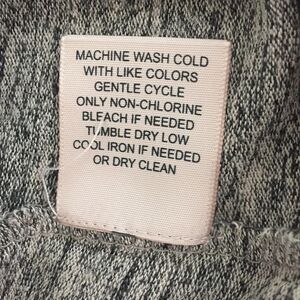 MACHINE WASH COLD
WITH LIKE COLORS
GENTLE CYCLE
ONLY NON-CHLORINE
BLEACH IF NEEDED
TUMBLE DRY LOW
COOL IRON IF NEEDED
OR DRY CLEAN